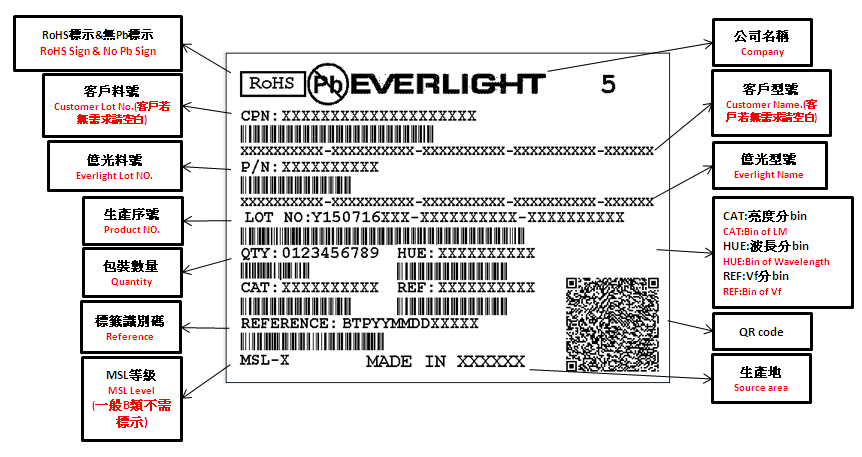 RoHS標示&無Pb標示
RoHS Sign & No Pb Sign
客戶料號
Customer Lot No.(客戶若
無需求請空白)
億光料號
Everlight Lot NO.
生產序號
Product NO.
包裝數量
Quantity
標籤識別碼
Reference
MSL等級
MSL Level
(一般B類不需
標示)
RoHS Pb EVERLIGHT 5
CPN: XXXXXXXXXXXXXXXXXXXX
XXXXXXXXXX-XXXXXXXXXX-XXXXXXXXXX-XXXXXXXXXX-XXXXXX
P/N: XXXXXXXXXX
XXXXXXXXXX-XXXXXXXXXX-XXXXXXXXXX-XXXXXXXXXX-XXXXXX
LOT NO:Y150716XXX-XXXXXXXXXX-XXXXXXXXXX
QTY: 0123456789 HUE: XXXXXXXXXX
CAT: XXXXXXXXXX REF: XXXXXXXXXX
REFERENCE: BTPYYMMDDXXXXX
MSL-X MADE IN XXXXXX
公司名稱
Company
客戶型號
Customer Name.(客
戶若無需求請空白)
億光型號
Everlight Name
CAT:亮度分bin
CAT:Bin of LM
HUE:波長分bin
HUE:Bin of Wavelength
REF:Vf分bin
REF:Bin of Vf
QR code
生產地
Source area